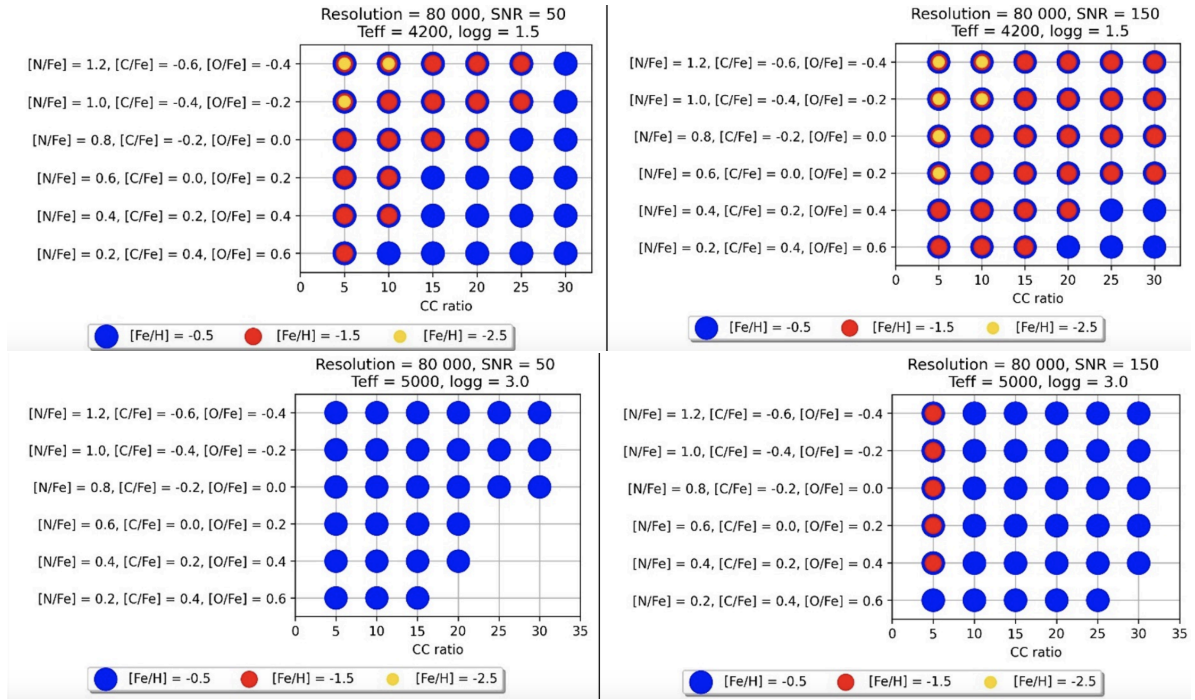 Resolution = 80 000, SNR = 50
Teff = 4200, logg = 1.5
[N/Fe] = 1.2, [C/Fe] = -0.6, [O/Fe] = -0.4
[N/Fe] = 1.0, [C/Fe] = -0.4, [O/Fe] = -0.2
[N/Fe] = 0.8, [C/Fe] = -0.2, [O/Fe] = 0.0
[N/Fe] = 0.6, [C/Fe] = 0.0, [O/Fe] = 0.2
[N/Fe] = 0.4, [C/Fe] = 0.2, [O/Fe] = 0.4
[N/Fe] = 0.2, [C/Fe] = 0.4, [O/Fe] = 0.6
0 5 10 15 20 25 30
CC ratio
[Fe/H] = -0.5 [Fe/H] = -1.5 [Fe/H] = -2.5
Resolution = 80 000, SNR = 150
Teff = 4200, logg = 1.5
[N/Fe] = 1.2, [C/Fe] = -0.6, [O/Fe] = -0.4
[N/Fe] = 1.0, [C/Fe] = -0.4, [O/Fe] = -0.2
[N/Fe] = 0.8, [C/Fe] = -0.2, [O/Fe] = 0.0
[N/Fe] = 0.6, [C/Fe] = 0.0, [O/Fe] = 0.2
[N/Fe] = 0.4, [C/Fe] = 0.2, [O/Fe] = 0.4
[N/Fe] = 0.2, [C/Fe] = 0.4, [O/Fe] = 0.6
0 5 10 15 20 25 30
CC ratio
[Fe/H] = -0.5 [Fe/H] = -1.5 [Fe/H] = -2.5
Resolution = 80 000, SNR = 50
Teff = 5000, logg = 3.0
[N/Fe] = 1.2, [C/Fe] = -0.6, [O/Fe] = -0.4
[N/Fe] = 1.0, [C/Fe] = -0.4, [O/Fe] = -0.2
[N/Fe] = 0.8, [C/Fe] = -0.2, [O/Fe] = 0.0
[N/Fe] = 0.6, [C/Fe] = 0.0, [O/Fe] = 0.2
[N/Fe] = 0.4, [C/Fe] = 0.2, [O/Fe] = 0.4
[N/Fe] = 0.2, [C/Fe] = 0.4, [O/Fe] = 0.6
0 5 10 15 20 25 30 35
CC ratio
[Fe/H] = -0.5 [Fe/H] = -1.5 [Fe/H] = -2.5
Resolution = 80 000, SNR = 150
Teff = 5000, logg = 3.0
[N/Fe] = 1.2, [C/Fe] = -0.6, [O/Fe] = -0.4
[N/Fe] = 1.0, [C/Fe] = -0.4, [O/Fe] = -0.2
[N/Fe] = 0.8, [C/Fe] = -0.2, [O/Fe] = 0.0
[N/Fe] = 0.6, [C/Fe] = 0.0, [O/Fe] = 0.2
[N/Fe] = 0.4, [C/Fe] = 0.2, [O/Fe] = 0.4
[N/Fe] = 0.2, [C/Fe] = 0.4, [O/Fe] = 0.6
0 5 10 15 20 25 30 35
CC ratio
[Fe/H] = -0.5 [Fe/H] = -1.5 [Fe/H] = -2.5